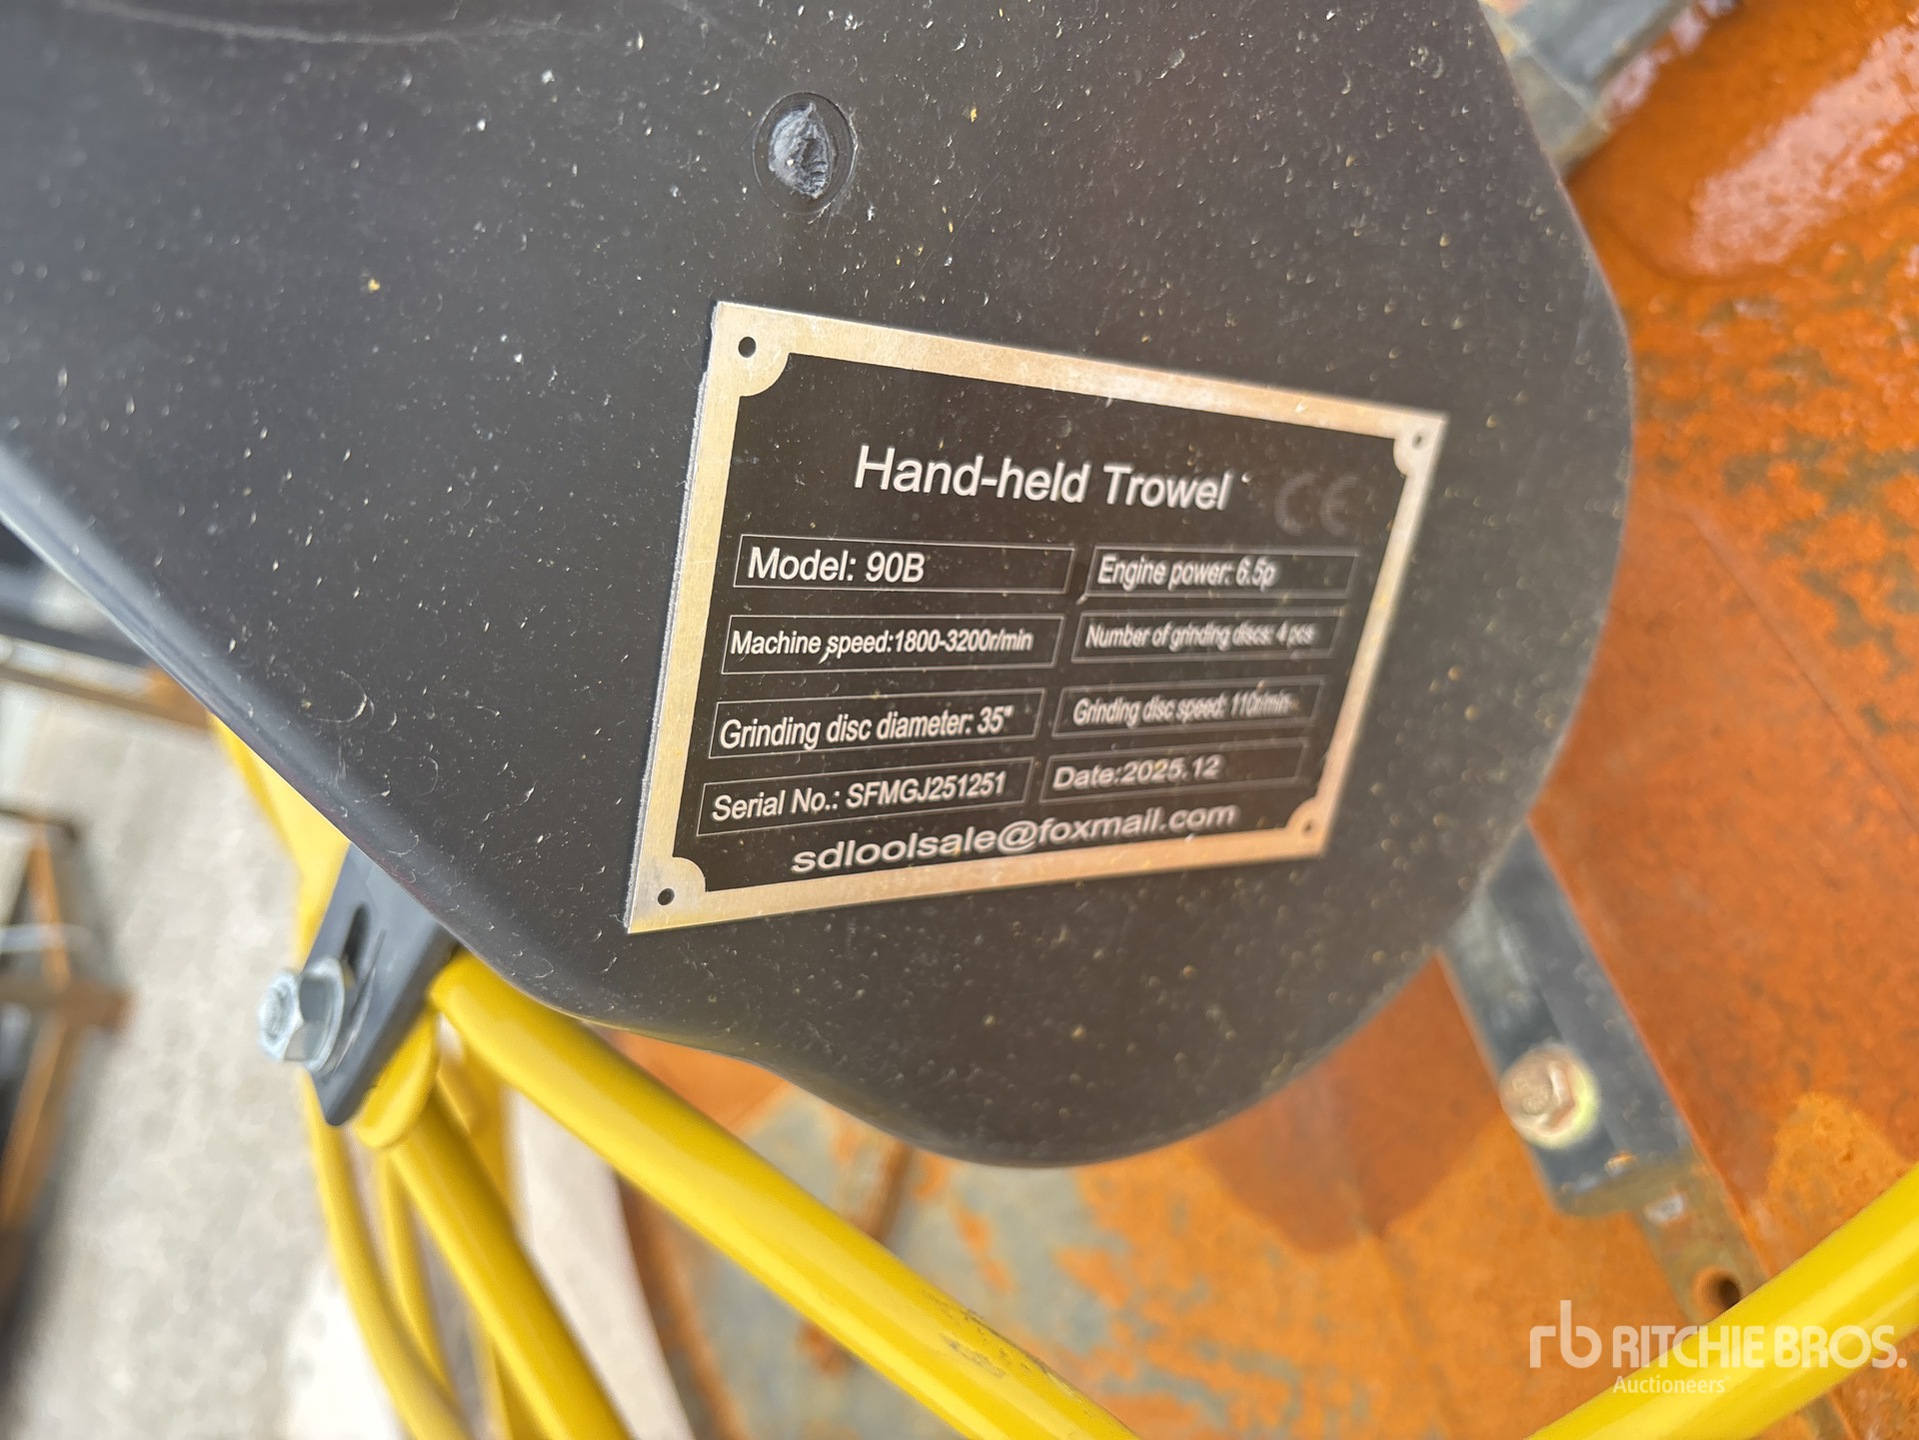 Hand-held Trowel CE
Model: 90B
Engine power: 6.5p
Machine speed:1800-3200r/min
Number of grinding discs: 4 pcs
Grinding disc diameter: 35"
Grinding disc speed: 110r/min
Serial No.: SFMGJ251251
Date:2025.12
sdloolsale@foxmail.com
rb RITCHIE BROS.
Auctioneers